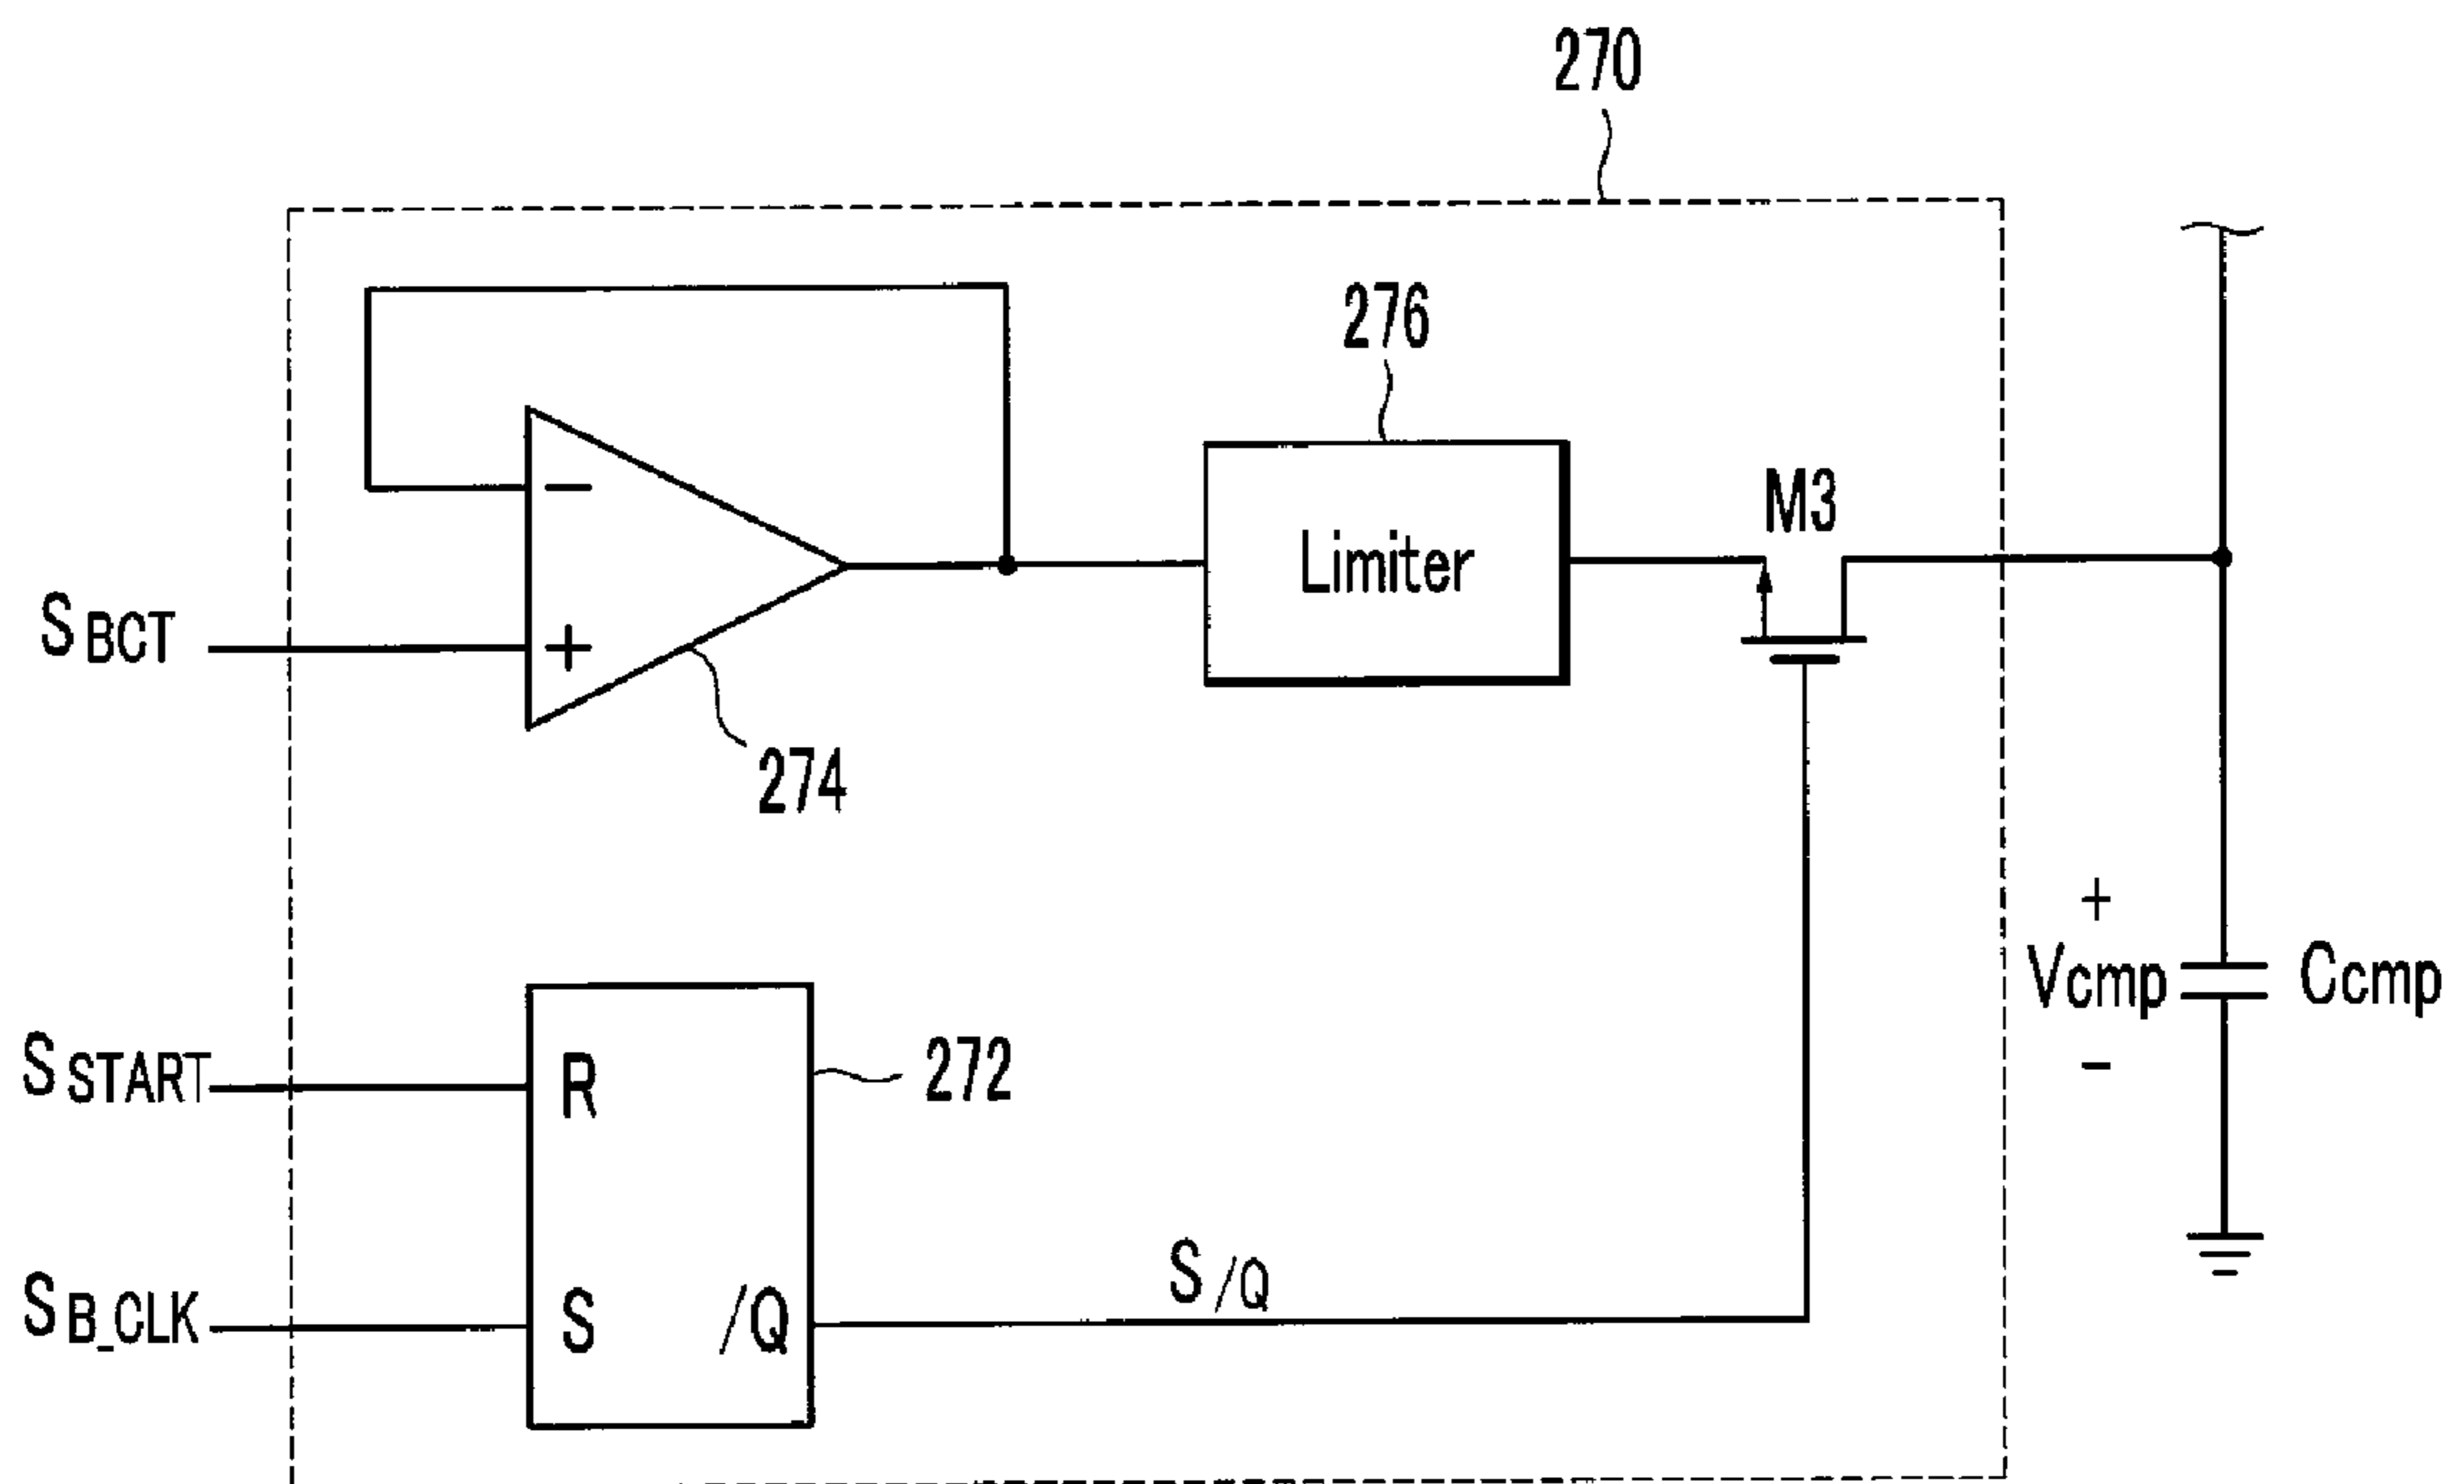 270
276
M3
Limiter
−
+
S BCT
274
+
Vcmp
−
Ccmp
S START
R
272
S B_CLK
S
/Q
S /Q